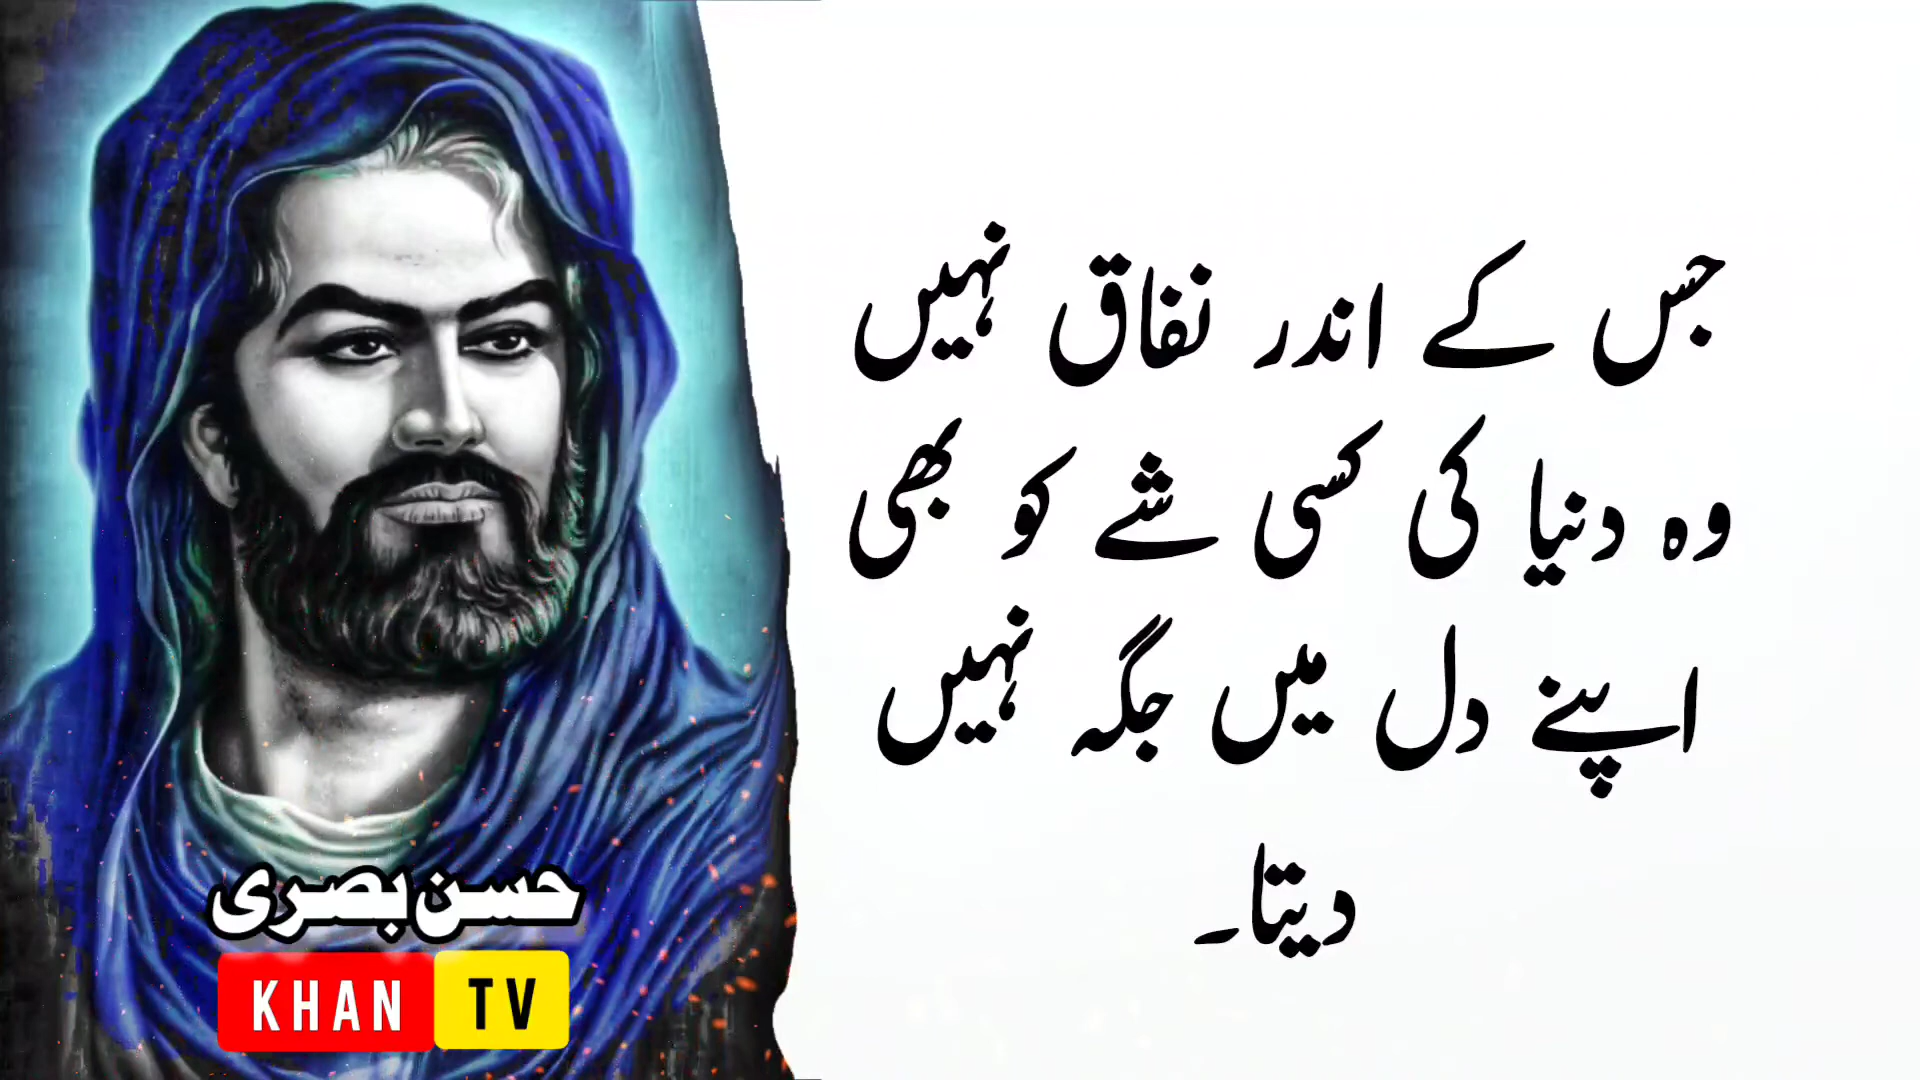 جس کے اندر نفاق نہیں
وہ دنیا کی کسی شے کو بھی
اپنے دل میں جگہ نہیں
دیتا۔
حسن بصری
KHAN TV